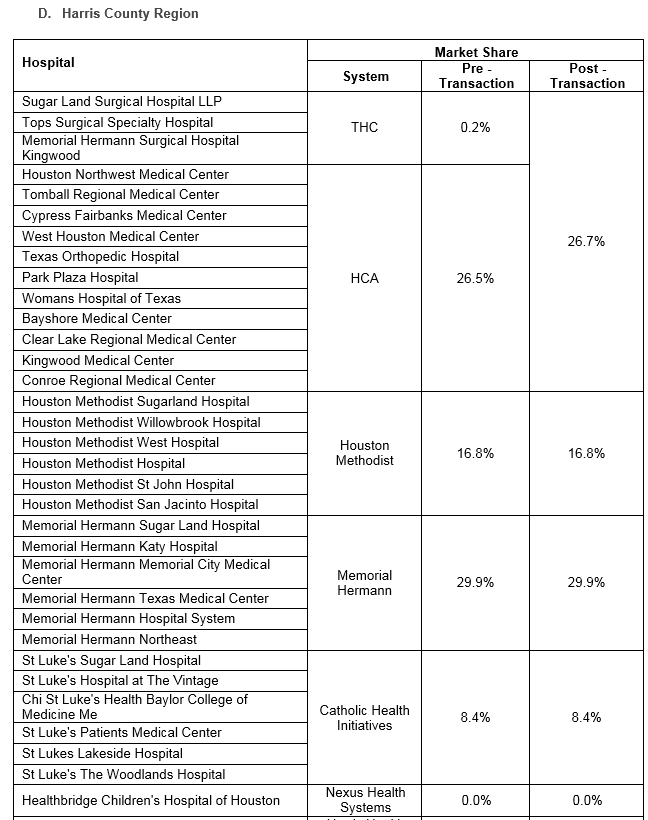 D. Harris County Region
Hospital
Market Share
System
Pre -
Transaction
Post -
Transaction
Sugar Land Surgical Hospital LLP
Tops Surgical Specialty Hospital
Memorial Hermann Surgical Hospital
Kingwood
THC
0.2%
26.7%
Houston Northwest Medical Center
Tomball Regional Medical Center
Cypress Fairbanks Medical Center
West Houston Medical Center
Texas Orthopedic Hospital
Park Plaza Hospital
Womans Hospital of Texas
Bayshore Medical Center
Clear Lake Regional Medical Center
Kingwood Medical Center
Conroe Regional Medical Center
HCA
26.5%
Houston Methodist Sugarland Hospital
Houston Methodist Willowbrook Hospital
Houston Methodist West Hospital
Houston Methodist Hospital
Houston Methodist St John Hospital
Houston Methodist San Jacinto Hospital
Houston
Methodist
16.8%
16.8%
Memorial Hermann Sugar Land Hospital
Memorial Hermann Katy Hospital
Memorial Hermann Memorial City Medical
Center
Memorial Hermann Texas Medical Center
Memorial Hermann Hospital System
Memorial Hermann Northeast
Memorial
Hermann
29.9%
29.9%
St Luke's Sugar Land Hospital
St Luke's Hospital at The Vintage
Chi St Luke's Health Baylor College of
Medicine Me
St Luke's Patients Medical Center
St Lukes Lakeside Hospital
St Luke's The Woodlands Hospital
Catholic Health
Initiatives
8.4%
8.4%
Healthbridge Children's Hospital of Houston
Nexus Health
Systems
0.0%
0.0%